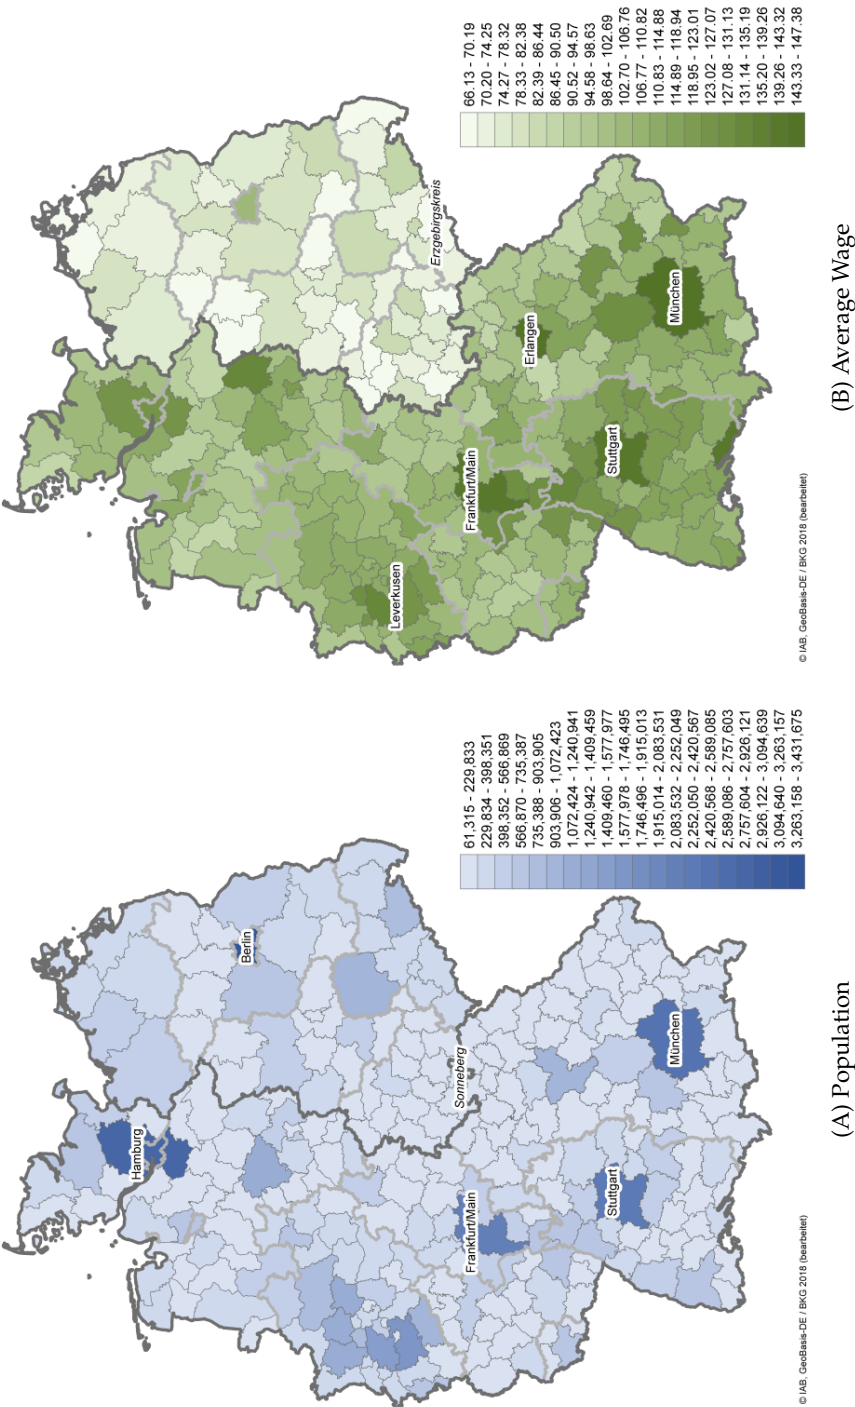 Hamburg
Berlin
Sonneberg
Frankfurt/Main
Stuttgart
München
61,315 - 229,833
229,834 - 398,351
398,352 - 566,869
566,870 - 735,387
735,388 - 903,905
903,906 - 1,072,423
1,072,424 - 1,240,941
1,240,942 - 1,409,459
1,409,460 - 1,577,977
1,577,978 - 1,746,495
1,746,496 - 1,915,013
1,915,014 - 2,083,531
2,083,532 - 2,252,049
2,252,050 - 2,420,567
2,420,568 - 2,589,085
2,589,086 - 2,757,603
2,757,604 - 2,926,121
2,926,122 - 3,094,639
3,094,640 - 3,263,157
3,263,158 - 3,431,675
© IAB, GeoBasis-DE / BKG 2018 (bearbeitet)
(A) Population
Leverkusen
Erzgebirgskreis
Frankfurt/Main
Erlangen
Stuttgart
München
66.13 - 70.19
70.20 - 74.25
74.27 - 78.32
78.33 - 82.38
82.39 - 86.44
86.45 - 90.50
90.52 - 94.57
94.58 - 98.63
98.64 - 102.69
102.70 - 106.76
106.77 - 110.82
110.83 - 114.88
114.89 - 118.94
118.95 - 123.01
123.02 - 127.07
127.08 - 131.13
131.14 - 135.19
135.20 - 139.26
139.26 - 143.32
143.33 - 147.38
© IAB, GeoBasis-DE / BKG 2018 (bearbeitet)
(B) Average Wage